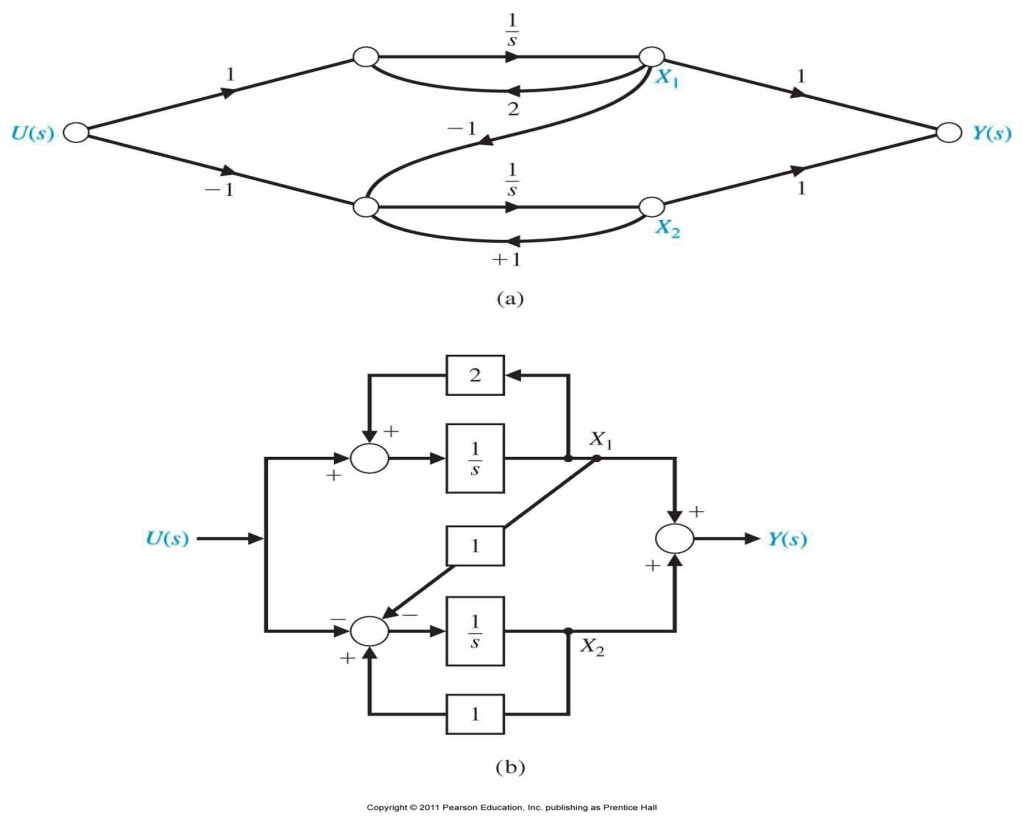 1/s
1
X₁
2
1
U(s)
−1
Y(s)
−1
1/s
1
X₂
+1
(a)
2
+
X₁
1/s
+
+
U(s)
1
Y(s)
+
−
−
1/s
+
X₂
1
(b)
Copyright © 2011 Pearson Education, Inc. publishing as Prentice Hall